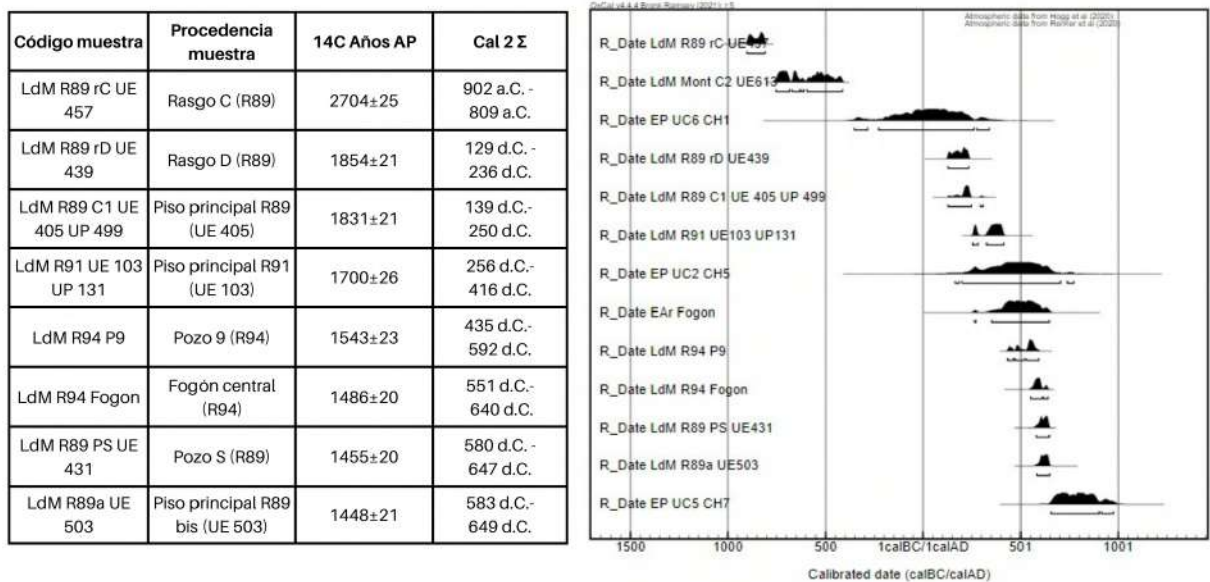 Código muestra
Procedencia
muestra
14C Años AP
Cal 2 Σ
LdM R89 rC UE
457
Rasgo C (R89)
2704±25
902 a.C. -
809 a.C.
LdM R89 rD UE
439
Rasgo D (R89)
1854±21
129 d.C. -
236 d.C.
LdM R89 C1 UE
405 UP 499
Piso principal R89
(UE 405)
1831±21
139 d.C.-
250 d.C.
LdM R91 UE 103
UP 131
Piso principal R91
(UE 103)
1700±26
256 d.C.-
416 d.C.
LdM R94 P9
Pozo 9 (R94)
1543±23
435 d.C.-
592 d.C.
LdM R94 Fogon
Fogón central
(R94)
1486±20
551 d.C.-
640 d.C.
LdM R89 PS UE
431
Pozo S (R89)
1455±20
580 d.C. -
647 d.C.
LdM R89a UE
503
Piso principal R89
bis (UE 503)
1448±21
583 d.C.-
649 d.C.
OxCal v4.4.4 Bronk Ramsey (2021); r:5
Atmospheric data from Hogg et al (2020)
Atmospheric data from Reimer et al (2020)
R_Date LdM R89 rC UE457
R_Date LdM Mont C2 UE613
R_Date EP UC6 CH1
R_Date LdM R89 rD UE439
R_Date LdM R89 C1 UE 405 UP 499
R_Date LdM R91 UE103 UP131
R_Date EP UC2 CH5
R_Date EAr Fogon
R_Date LdM R94 P9
R_Date LdM R94 Fogon
R_Date LdM R89 PS UE431
R_Date LdM R89a UE503
R_Date EP UC5 CH7
1500 1000 500 1calBC/1calAD 501 1001
Calibrated date (calBC/calAD)